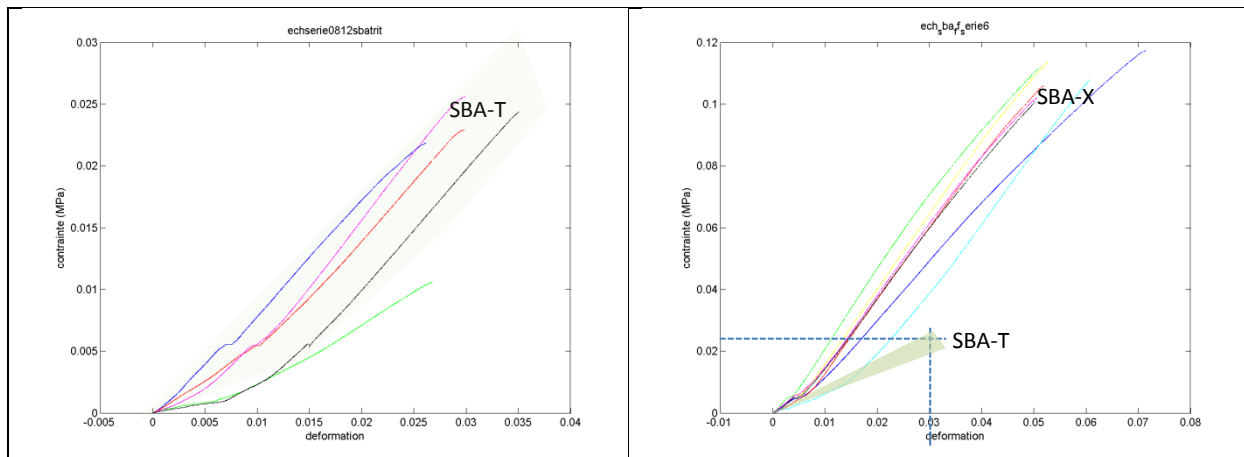 echserie0812sbatrit
0.03
0.025
0.02
0.015
0.01
0.005
0
contrainte (MPa)
SBA-T
-0.005 0 0.005 0.01 0.015 0.02 0.025 0.03 0.035 0.04
deformation
ech_sba_rf_serie6
0.12
0.1
0.08
0.06
0.04
0.02
0
contrainte (MPa)
SBA-X
SBA-T
-0.01 0 0.01 0.02 0.03 0.04 0.05 0.06 0.07 0.08
deformation